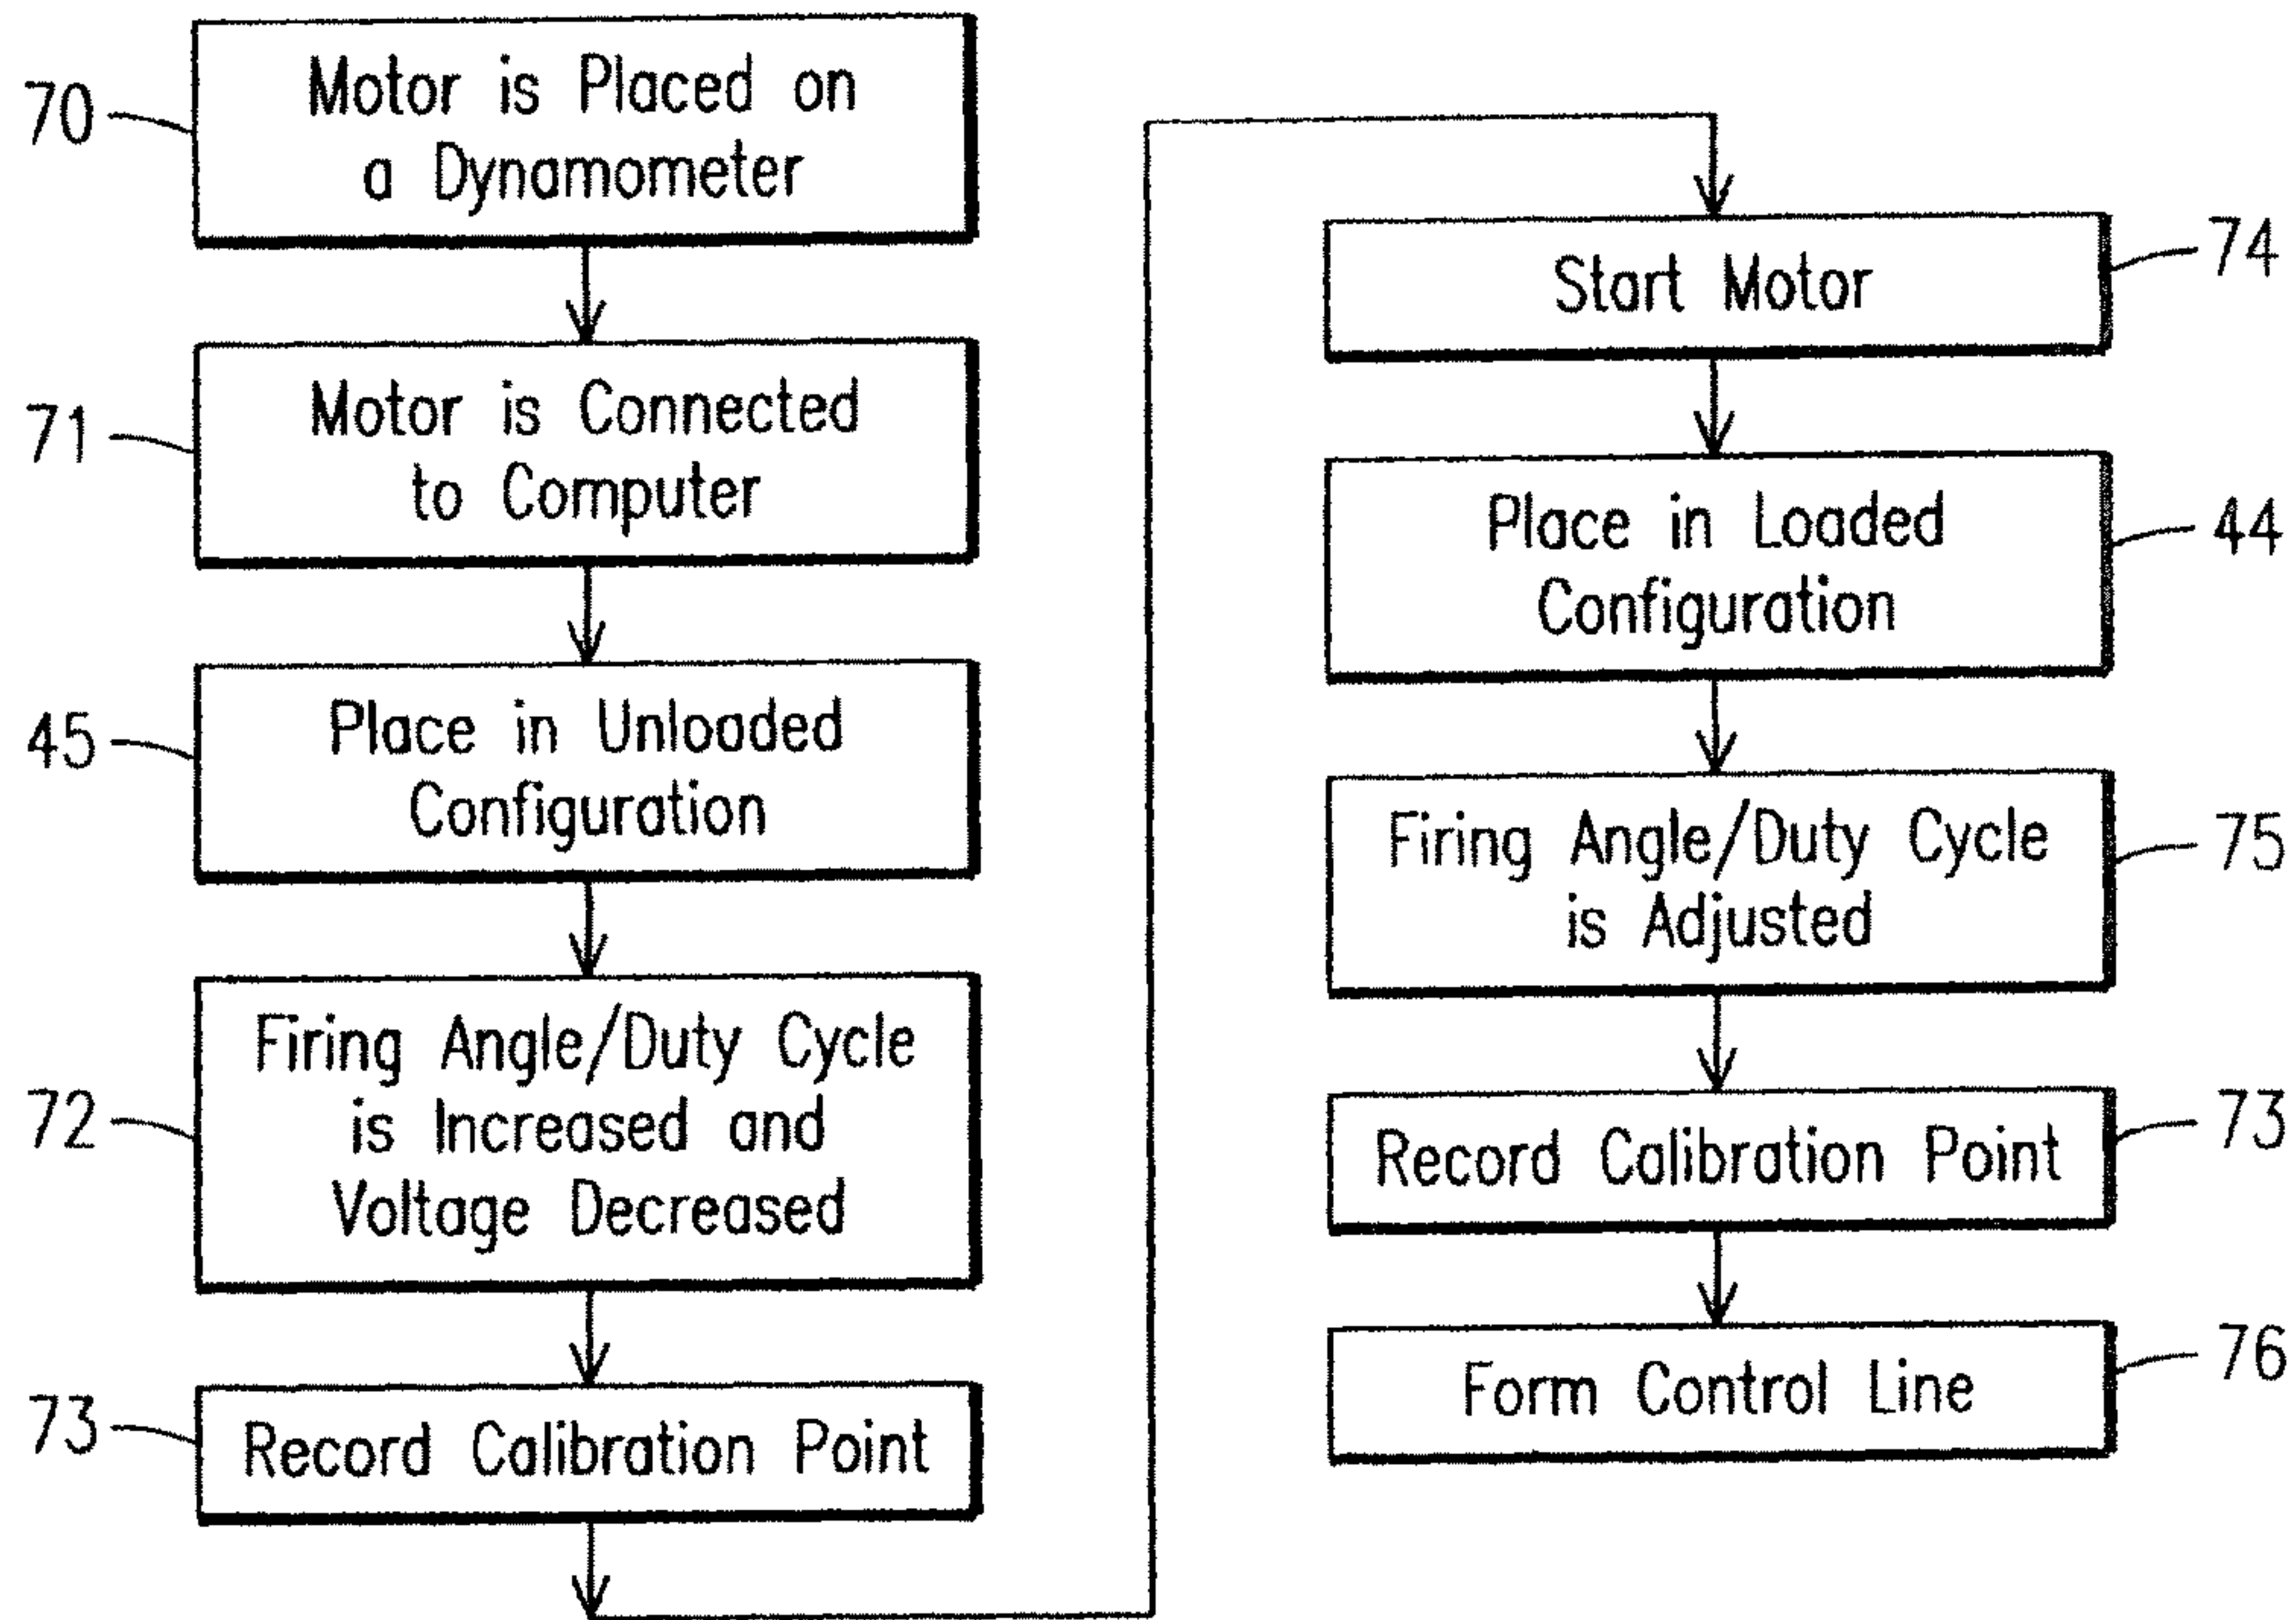 70
Motor is Placed on
a Dynamometer
71
Motor is Connected
to Computer
45
Place in Unloaded
Configuration
72
Firing Angle/Duty Cycle
is Increased and
Voltage Decreased
73
Record Calibration Point
Start Motor
74
Place in Loaded
Configuration
44
Firing Angle/Duty Cycle
is Adjusted
75
Record Calibration Point
73
Form Control Line
76